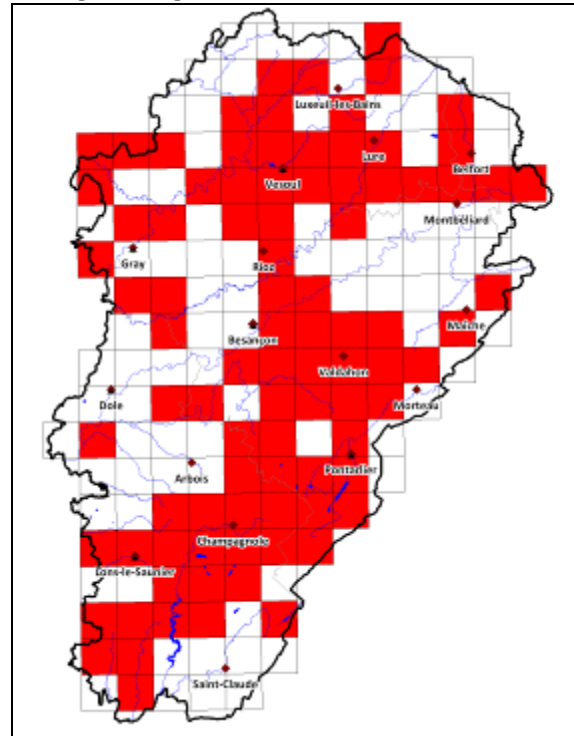 Luxeuil-les-Bains
Lure
Belfort
Vesoul
Montbéliard
Gray
Rioz
Maîche
Besançon
Valdahon
Dole
Morteau
Arbois
Pontarlier
Champagnole
Lons-le-Saunier
Saint-Claude